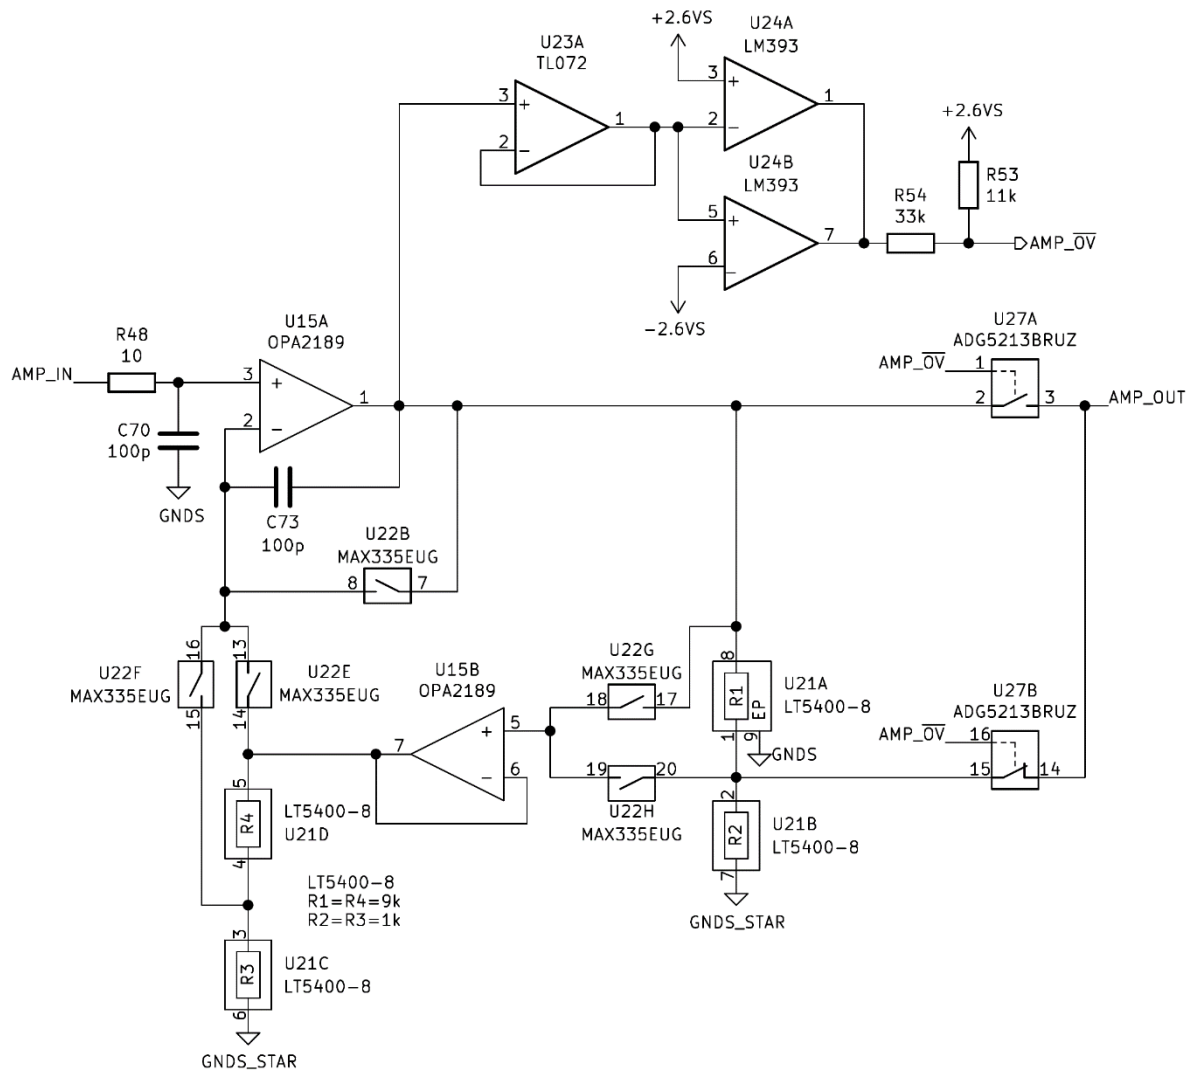 +2.6VS
U24A
LM393
U23A
TL072
3
+
1
2
−
3
+
1
2
−
+2.6VS
R53
11k
U24B
LM393
5
+
7
6
−
R54
33k
AMP_OV
−2.6VS
U27A
ADG5213BRUZ
AMP_OV
1
2
3
AMP_OUT
R48
10
AMP_IN
U15A
OPA2189
3
+
1
2
−
C70
100p
GNDS
C73
100p
U22B
MAX335EUG
8
7
16
13
U22F
MAX335EUG
U22E
MAX335EUG
15
14
U15B
OPA2189
5
+
7
6
−
U22G
MAX335EUG
18
17
19
20
U22H
MAX335EUG
8
R1
EP
1
9
U21A
LT5400-8
GNDS
U27B
ADG5213BRUZ
AMP_OV
16
15
14
2
R2
7
U21B
LT5400-8
GNDS_STAR
5
R4
4
LT5400-8
U21D
LT5400-8
R1=R4=9k
R2=R3=1k
3
R3
6
U21C
LT5400-8
GNDS_STAR